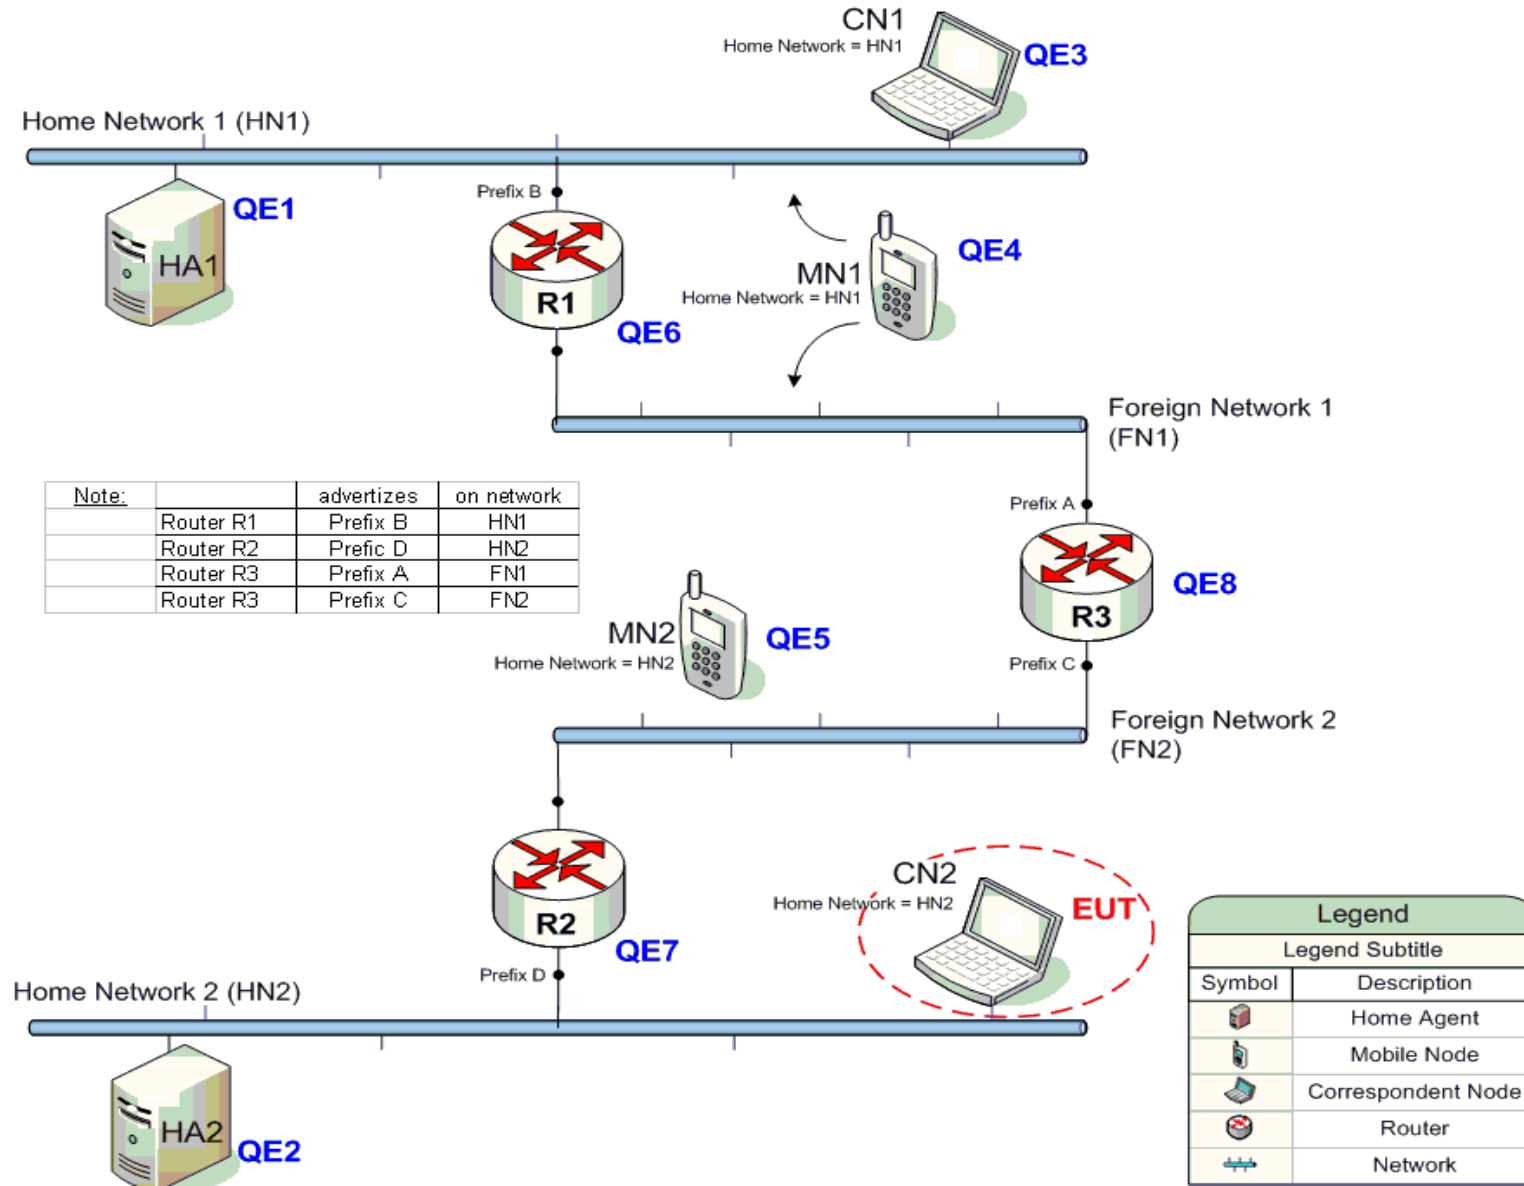 CN1
Home Network = HN1
QE3
Home Network 1 (HN1)
QE1
HA1
Prefix B
R1
QE6
QE4
MN1
Home Network = HN1
Foreign Network 1
(FN1)
Note: advertizes on network
Router R1 Prefix B HN1
Router R2 Prefic D HN2
Router R3 Prefix A FN1
Router R3 Prefix C FN2
Prefix A
R3
QE8
Prefix C
MN2
Home Network = HN2
QE5
Foreign Network 2
(FN2)
R2
QE7
Prefix D
CN2
Home Network = HN2
EUT
Home Network 2 (HN2)
HA2
QE2
Legend
Legend Subtitle
Symbol Description
Home Agent
Mobile Node
Correspondent Node
Router
Network